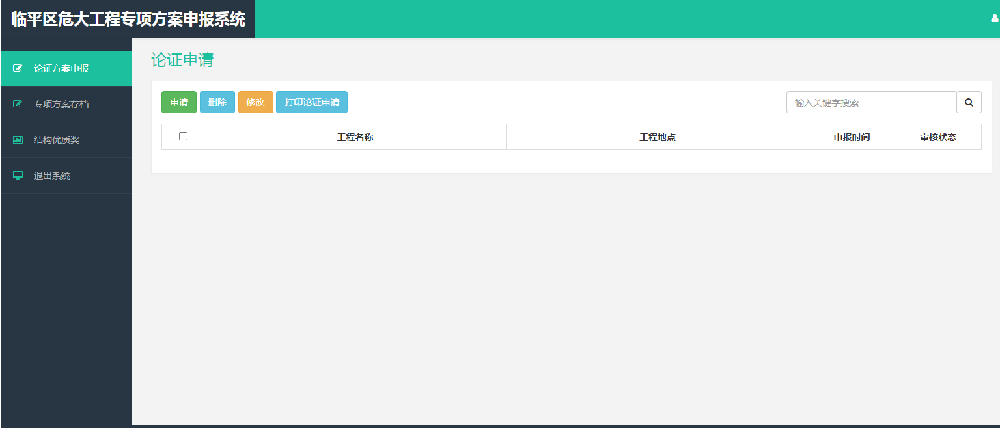 临平区危大工程专项方案申报系统
论证方案申报
专项方案存档
结构优质奖
退出系统
论证申请
申请 删除 修改 打印论证申请 输入关键字搜索
工程名称 工程地点 申报时间 审核状态